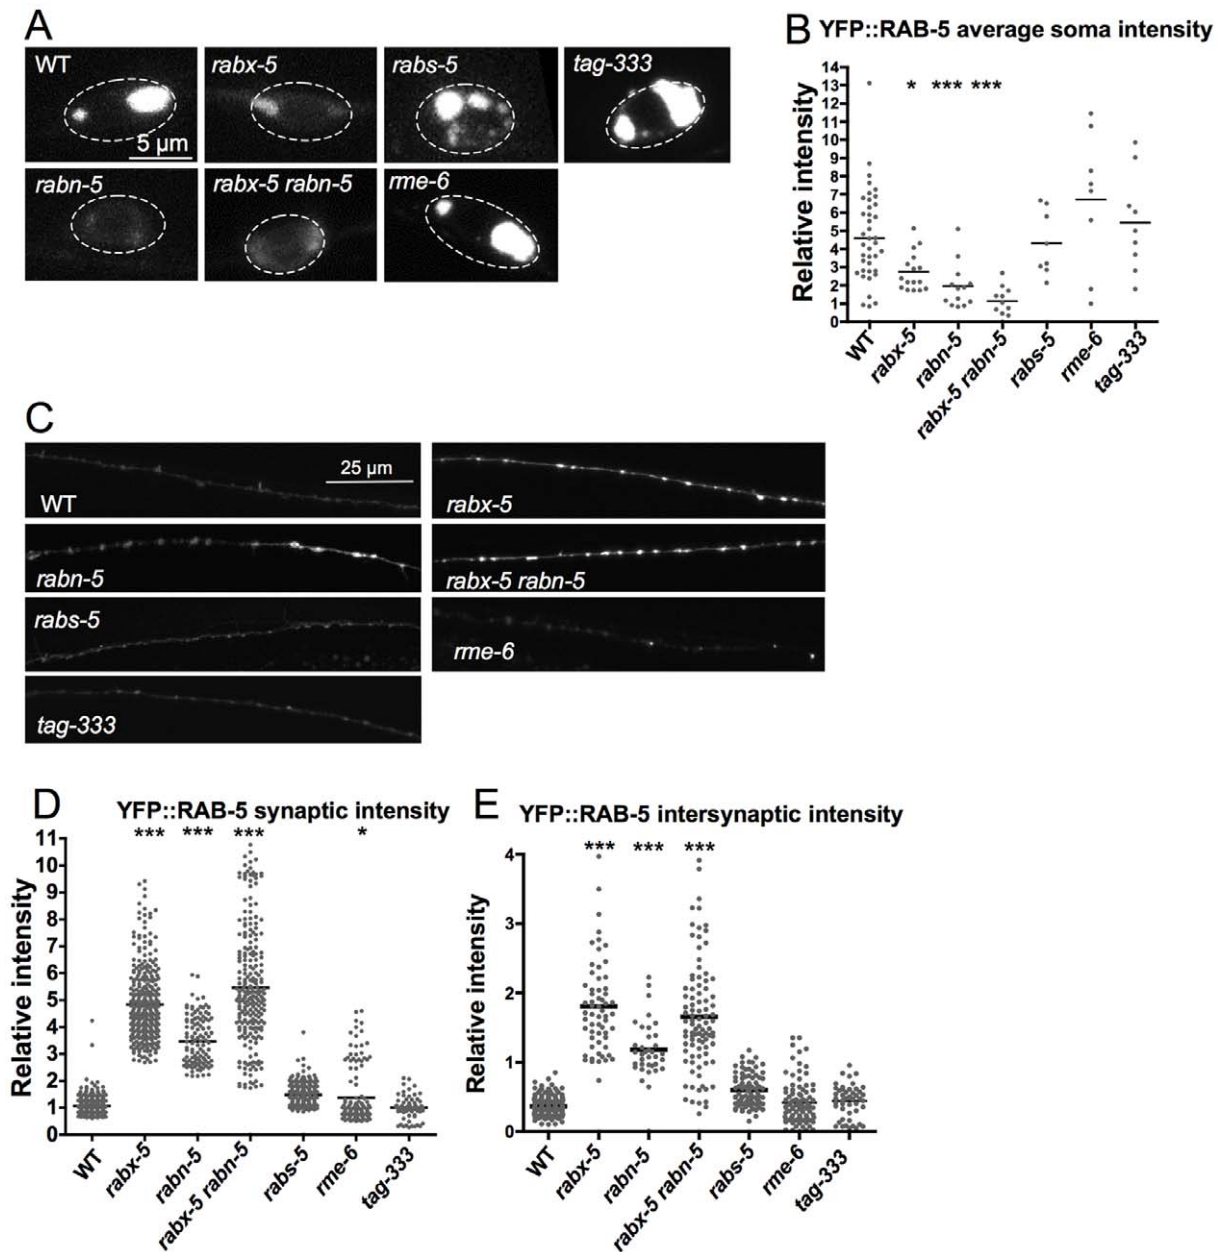 A
WT
rabx-5
rabs-5
tag-333
5 µm
rabn-5
rabx-5 rabn-5
rme-6
B YFP::RAB-5 average soma intensity
Relative intensity
14
13
12
11
10
9
8
7
6
5
4
3
2
1
0
* *** ***
WT
rabx-5
rabn-5
rabx-5 rabn-5
rabs-5
rme-6
tag-333
C
25 µm
WT
rabx-5
rabn-5
rabx-5 rabn-5
rabs-5
rme-6
tag-333
D YFP::RAB-5 synaptic intensity
*** *** *** *
Relative intensity
11
10
9
8
7
6
5
4
3
2
1
0
WT
rabx-5
rabn-5
rabx-5 rabn-5
rabs-5
rme-6
tag-333
E YFP::RAB-5 intersynaptic intensity
*** *** ***
Relative intensity
4
3
2
1
0
WT
rabx-5
rabn-5
rabx-5 rabn-5
rabs-5
rme-6
tag-333